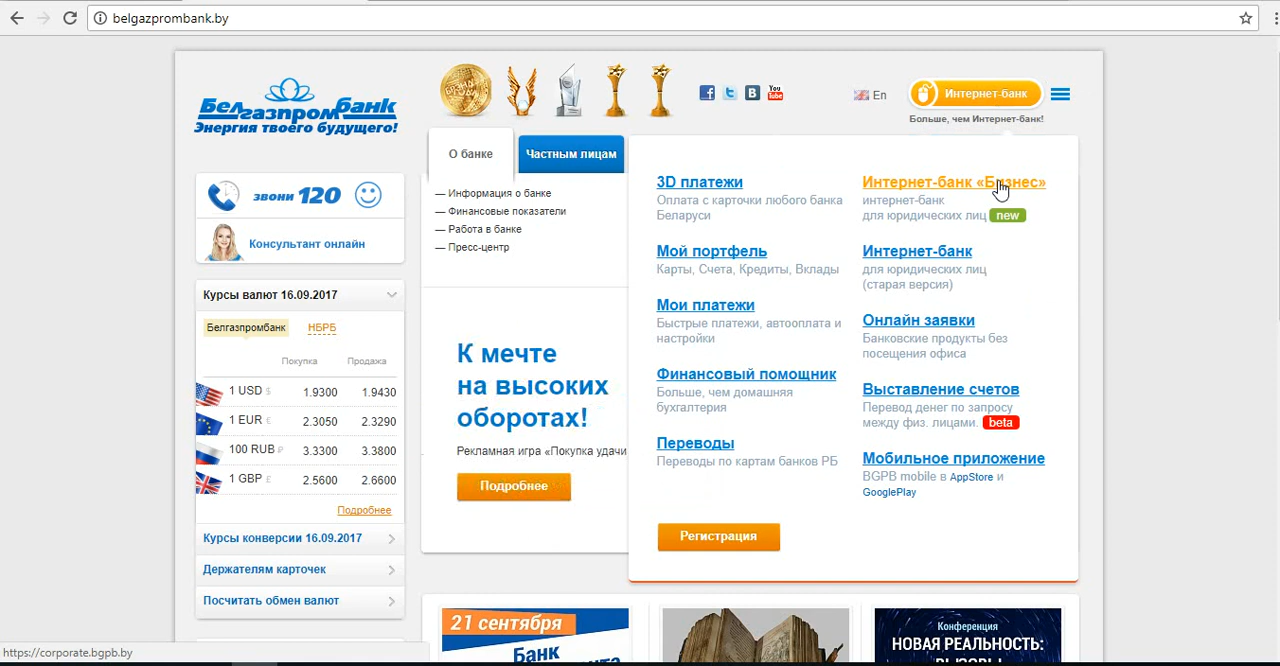 belgazprombank.by
Белгазпромбанк
Энергия твоего будущего!
You
Tube
En
Интернет-банк
Больше, чем Интернет-банк!
О банке
Частным лицам
— Информация о банке
— Финансовые показатели
— Работа в банке
— Пресс-центр
звони 120
Консультант онлайн
Курсы валют 16.09.2017
Белгазпромбанк НБРБ
Покупка Продажа
1 USD $ 1.9300 1.9430
1 EUR € 2.3050 2.3290
100 RUB ₽ 3.3300 3.3800
1 GBP £ 2.5600 2.6600
Подробнее
Курсы конверсии 16.09.2017
Держателям карточек
Посчитать обмен валют
К мечте
на высоких
оборотах!
Рекламная игра «Покупка удачи
Подробнее
3D платежи
Оплата с карточки любого банка
Беларуси
Мой портфель
Карты, Счета, Кредиты, Вклады
Мои платежи
Быстрые платежи, автооплата и
настройки
Финансовый помощник
Больше, чем домашняя
бухгалтерия
Переводы
Переводы по картам банков РБ
Регистрация
Интернет-банк «Бизнес»
интернет-банк
для юридических лиц new
Интернет-банк
для юридических лиц
(старая версия)
Онлайн заявки
Банковские продукты без
посещения офиса
Выставление счетов
Перевод денег по запросу
между физ. лицами. beta
Мобильное приложение
BGPB mobile в AppStore и
GooglePlay
21 сентября
Банк
Конференция
НОВАЯ РЕАЛЬНОСТЬ:
https://corporate.bgpb.by